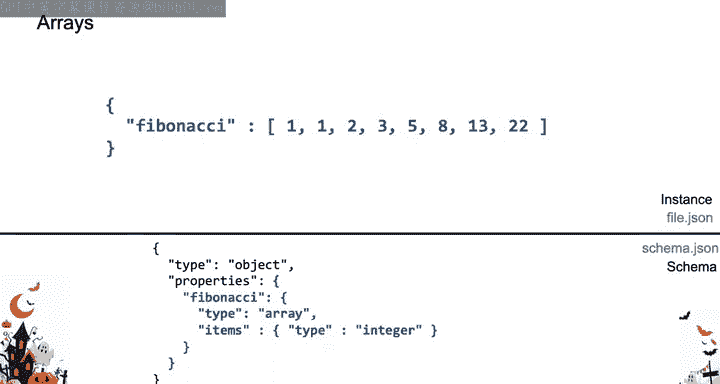 Arrays
{
"fibonacci" : [ 1, 1, 2, 3, 5, 8, 13, 22 ]
}
Instance
file.json
schema.json
Schema
{
"type": "object",
"properties": {
"fibonacci": {
"type": "array",
"items" : { "type" : "integer" }
}
}
}